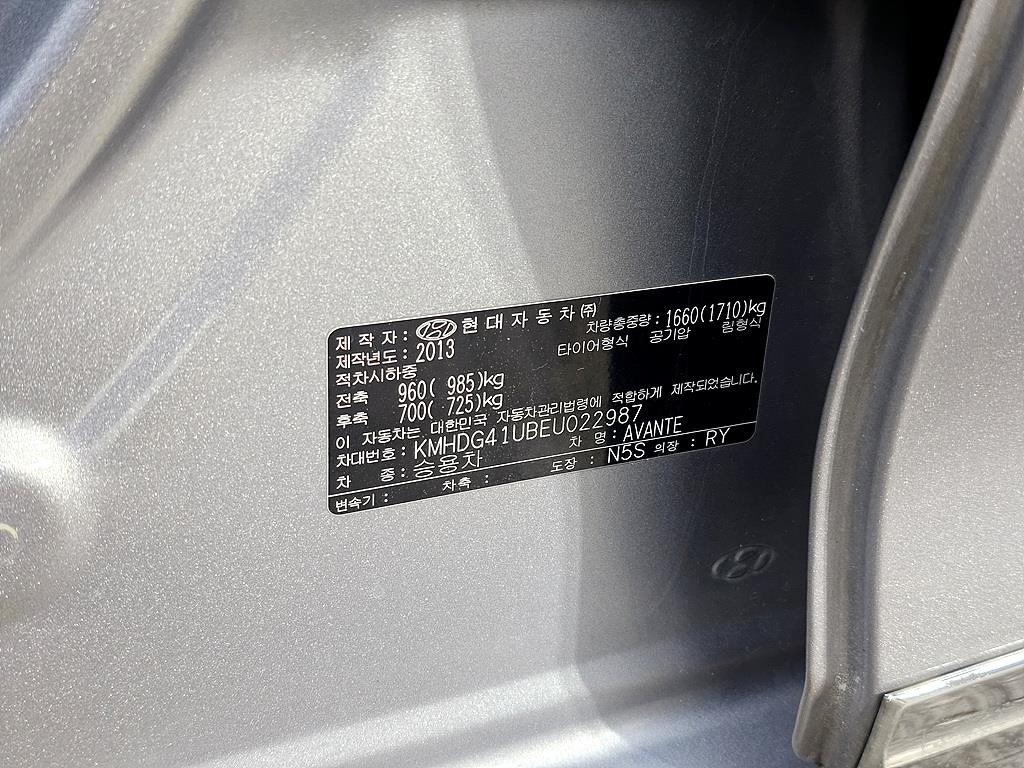 제 작 자 : 현 대 자 동 차 ㈜
제작년도 : 2013
차량총중량 : 1660(1710)kg
적차시하중
타이어형식 공기압 림형식
전축 960( 985)kg
후축 700( 725)kg
이 자동차는 대한민국 자동차관리법령에 적합하게 제작되었습니다.
차대번호 : KMHDG41UBEU022987
차 종 : 승용차 차 명 : AVANTE
변속기 : 차축 : 도장 : N5S 의장 : RY